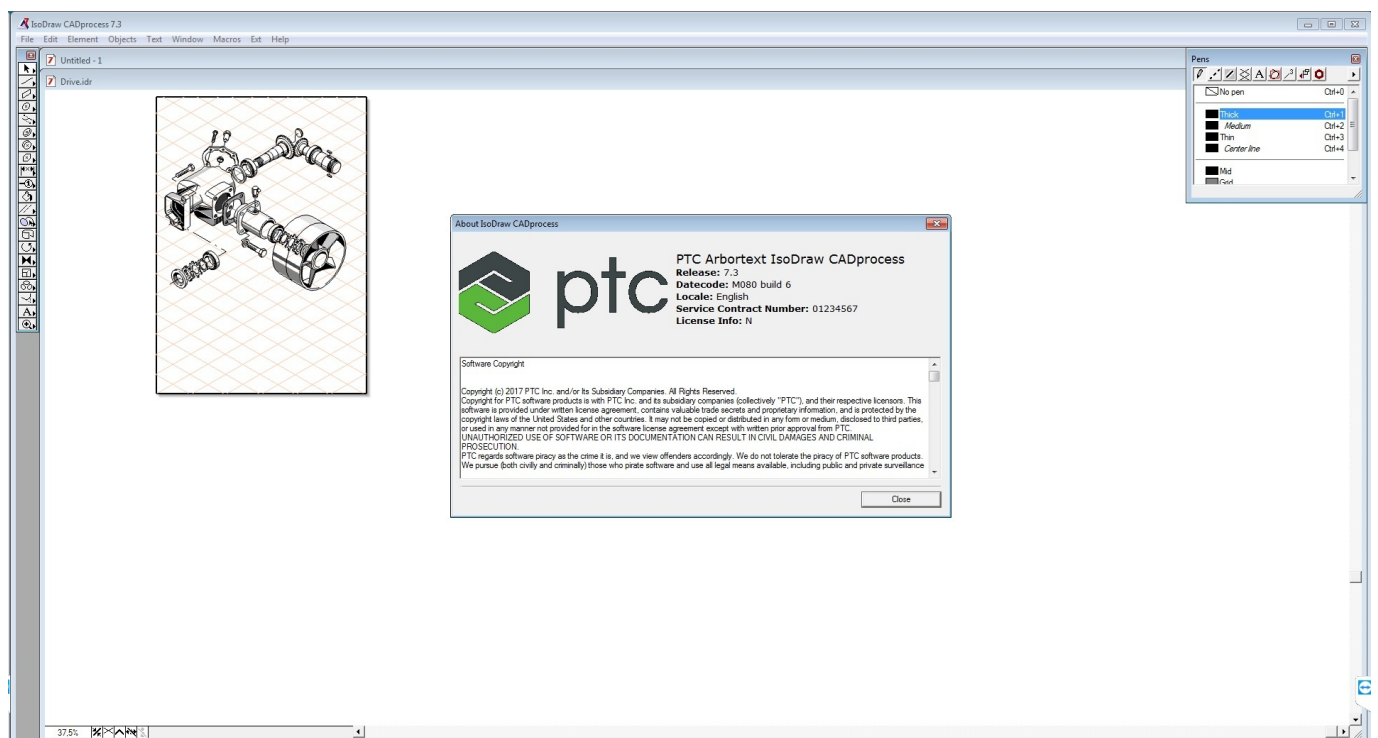 IsoDraw CADprocess 7.3
File Edit Element Objects Text Window Macros Ext Help
Untitled - 1
Drive.idr
Pens
No pen Ctrl+0
Thick Ctrl+1
Medium Ctrl+2
Thin Ctrl+3
Center line Ctrl+4
Mid
Grid
About IsoDraw CADprocess
ptc
PTC Arbortext IsoDraw CADprocess
Release: 7.3
Datecode: M080 build 6
Locale: English
Service Contract Number: 01234567
License Info: N
Software Copyright
Copyright (c) 2017 PTC Inc. and/or Its Subsidiary Companies. All Rights Reserved.
Copyright for PTC software products is with PTC Inc. and its subsidiary companies (collectively "PTC"), and their respective licensors. This
software is provided under written license agreement, contains valuable trade secrets and proprietary information, and is protected by the
copyright laws of the United States and other countries. It may not be copied or distributed in any form or medium, disclosed to third parties,
or used in any manner not provided for in the software license agreement except with written prior approval from PTC.
UNAUTHORIZED USE OF SOFTWARE OR ITS DOCUMENTATION CAN RESULT IN CIVIL DAMAGES AND CRIMINAL
PROSECUTION.
PTC regards software piracy as the crime it is, and we view offenders accordingly. We do not tolerate the piracy of PTC software products.
We pursue (both civilly and criminally) those who pirate software and use all legal means available, including public and private surveillance
Close
37,5%